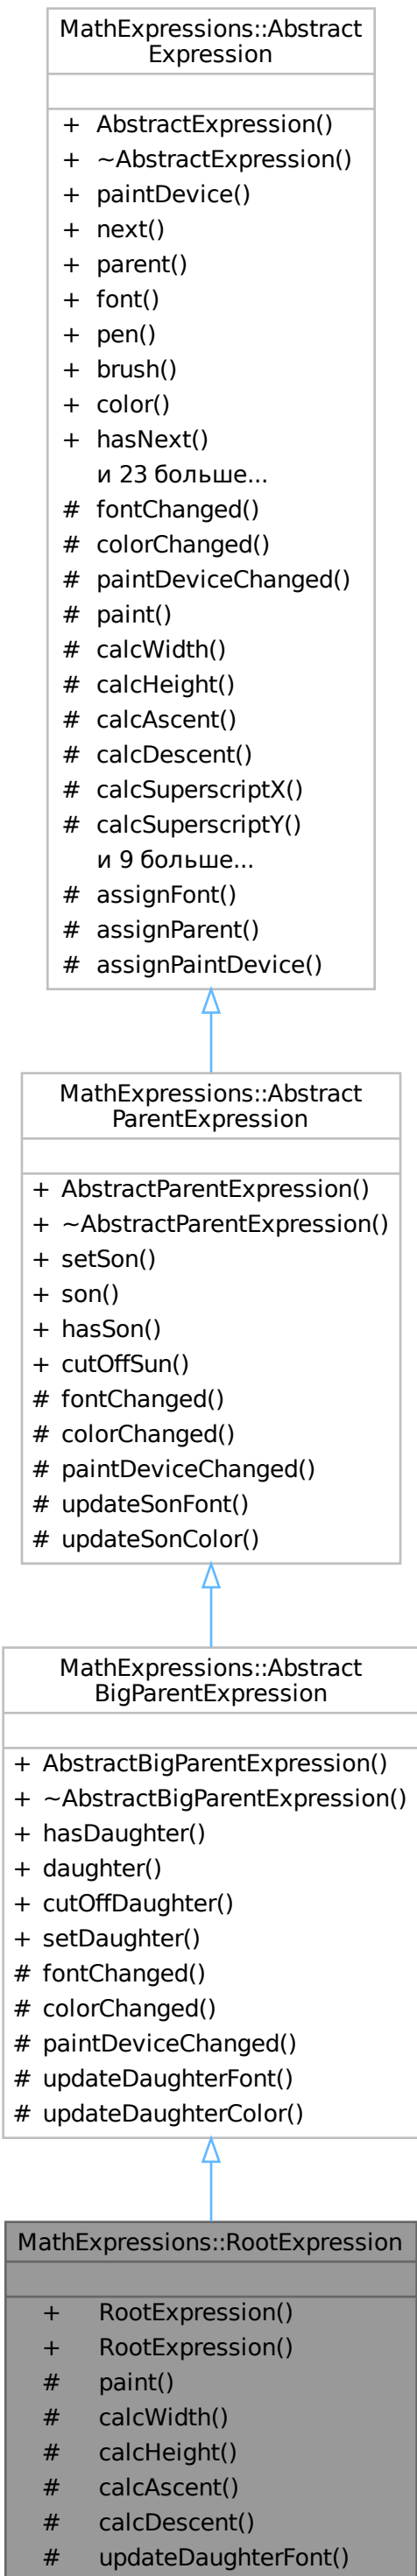 MathExpressions::Abstract
Expression
+ AbstractExpression()
+ ~AbstractExpression()
+ paintDevice()
+ next()
+ parent()
+ font()
+ pen()
+ brush()
+ color()
+ hasNext()
и 23 больше...
# fontChanged()
# colorChanged()
# paintDeviceChanged()
# paint()
# calcWidth()
# calcHeight()
# calcAscent()
# calcDescent()
# calcSuperscriptX()
# calcSuperscriptY()
и 9 больше...
# assignFont()
# assignParent()
# assignPaintDevice()
MathExpressions::Abstract
ParentExpression
+ AbstractParentExpression()
+ ~AbstractParentExpression()
+ setSon()
+ son()
+ hasSon()
+ cutOffSun()
# fontChanged()
# colorChanged()
# paintDeviceChanged()
# updateSonFont()
# updateSonColor()
MathExpressions::Abstract
BigParentExpression
+ AbstractBigParentExpression()
+ ~AbstractBigParentExpression()
+ hasDaughter()
+ daughter()
+ cutOffDaughter()
+ setDaughter()
# fontChanged()
# colorChanged()
# paintDeviceChanged()
# updateDaughterFont()
# updateDaughterColor()
MathExpressions::RootExpression
+ RootExpression()
+ RootExpression()
# paint()
# calcWidth()
# calcHeight()
# calcAscent()
# calcDescent()
# updateDaughterFont()